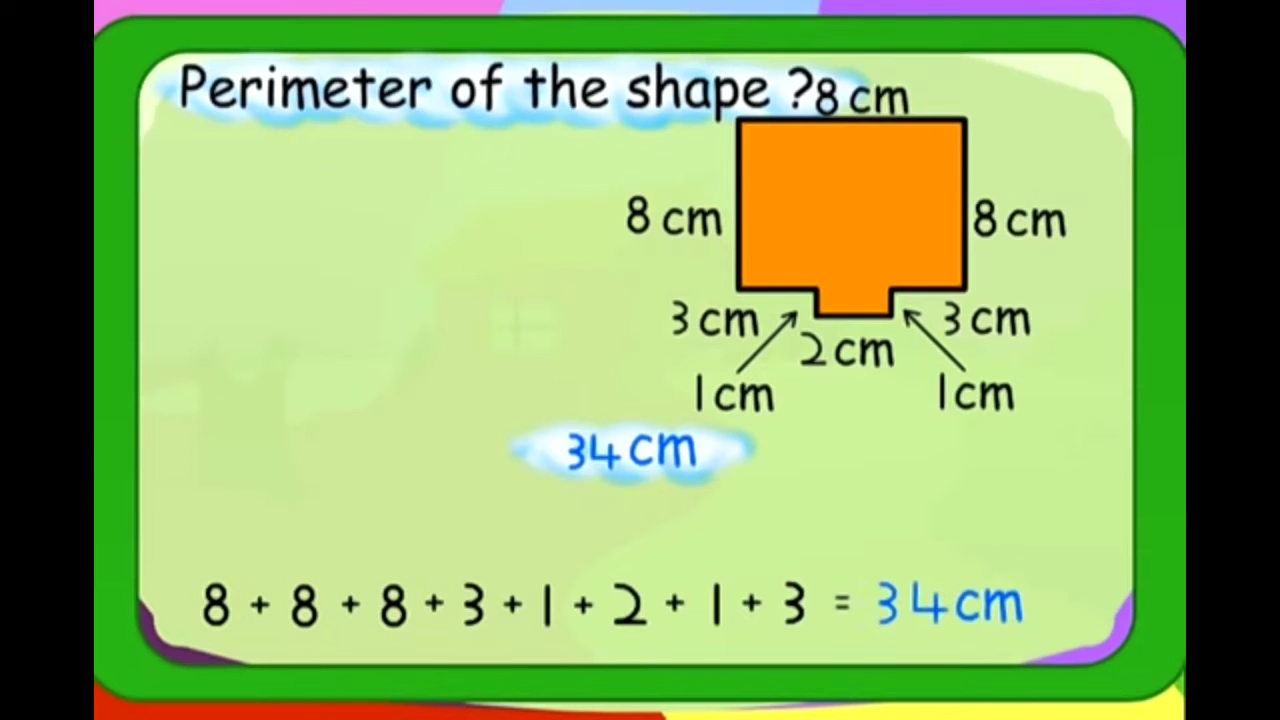 Perimeter of the shape ?
8 cm
8 cm
8 cm
3 cm
3 cm
2 cm
1 cm
1 cm
34 cm
8 + 8 + 8 + 3 + 1 + 2 + 1 + 3 = 34 cm